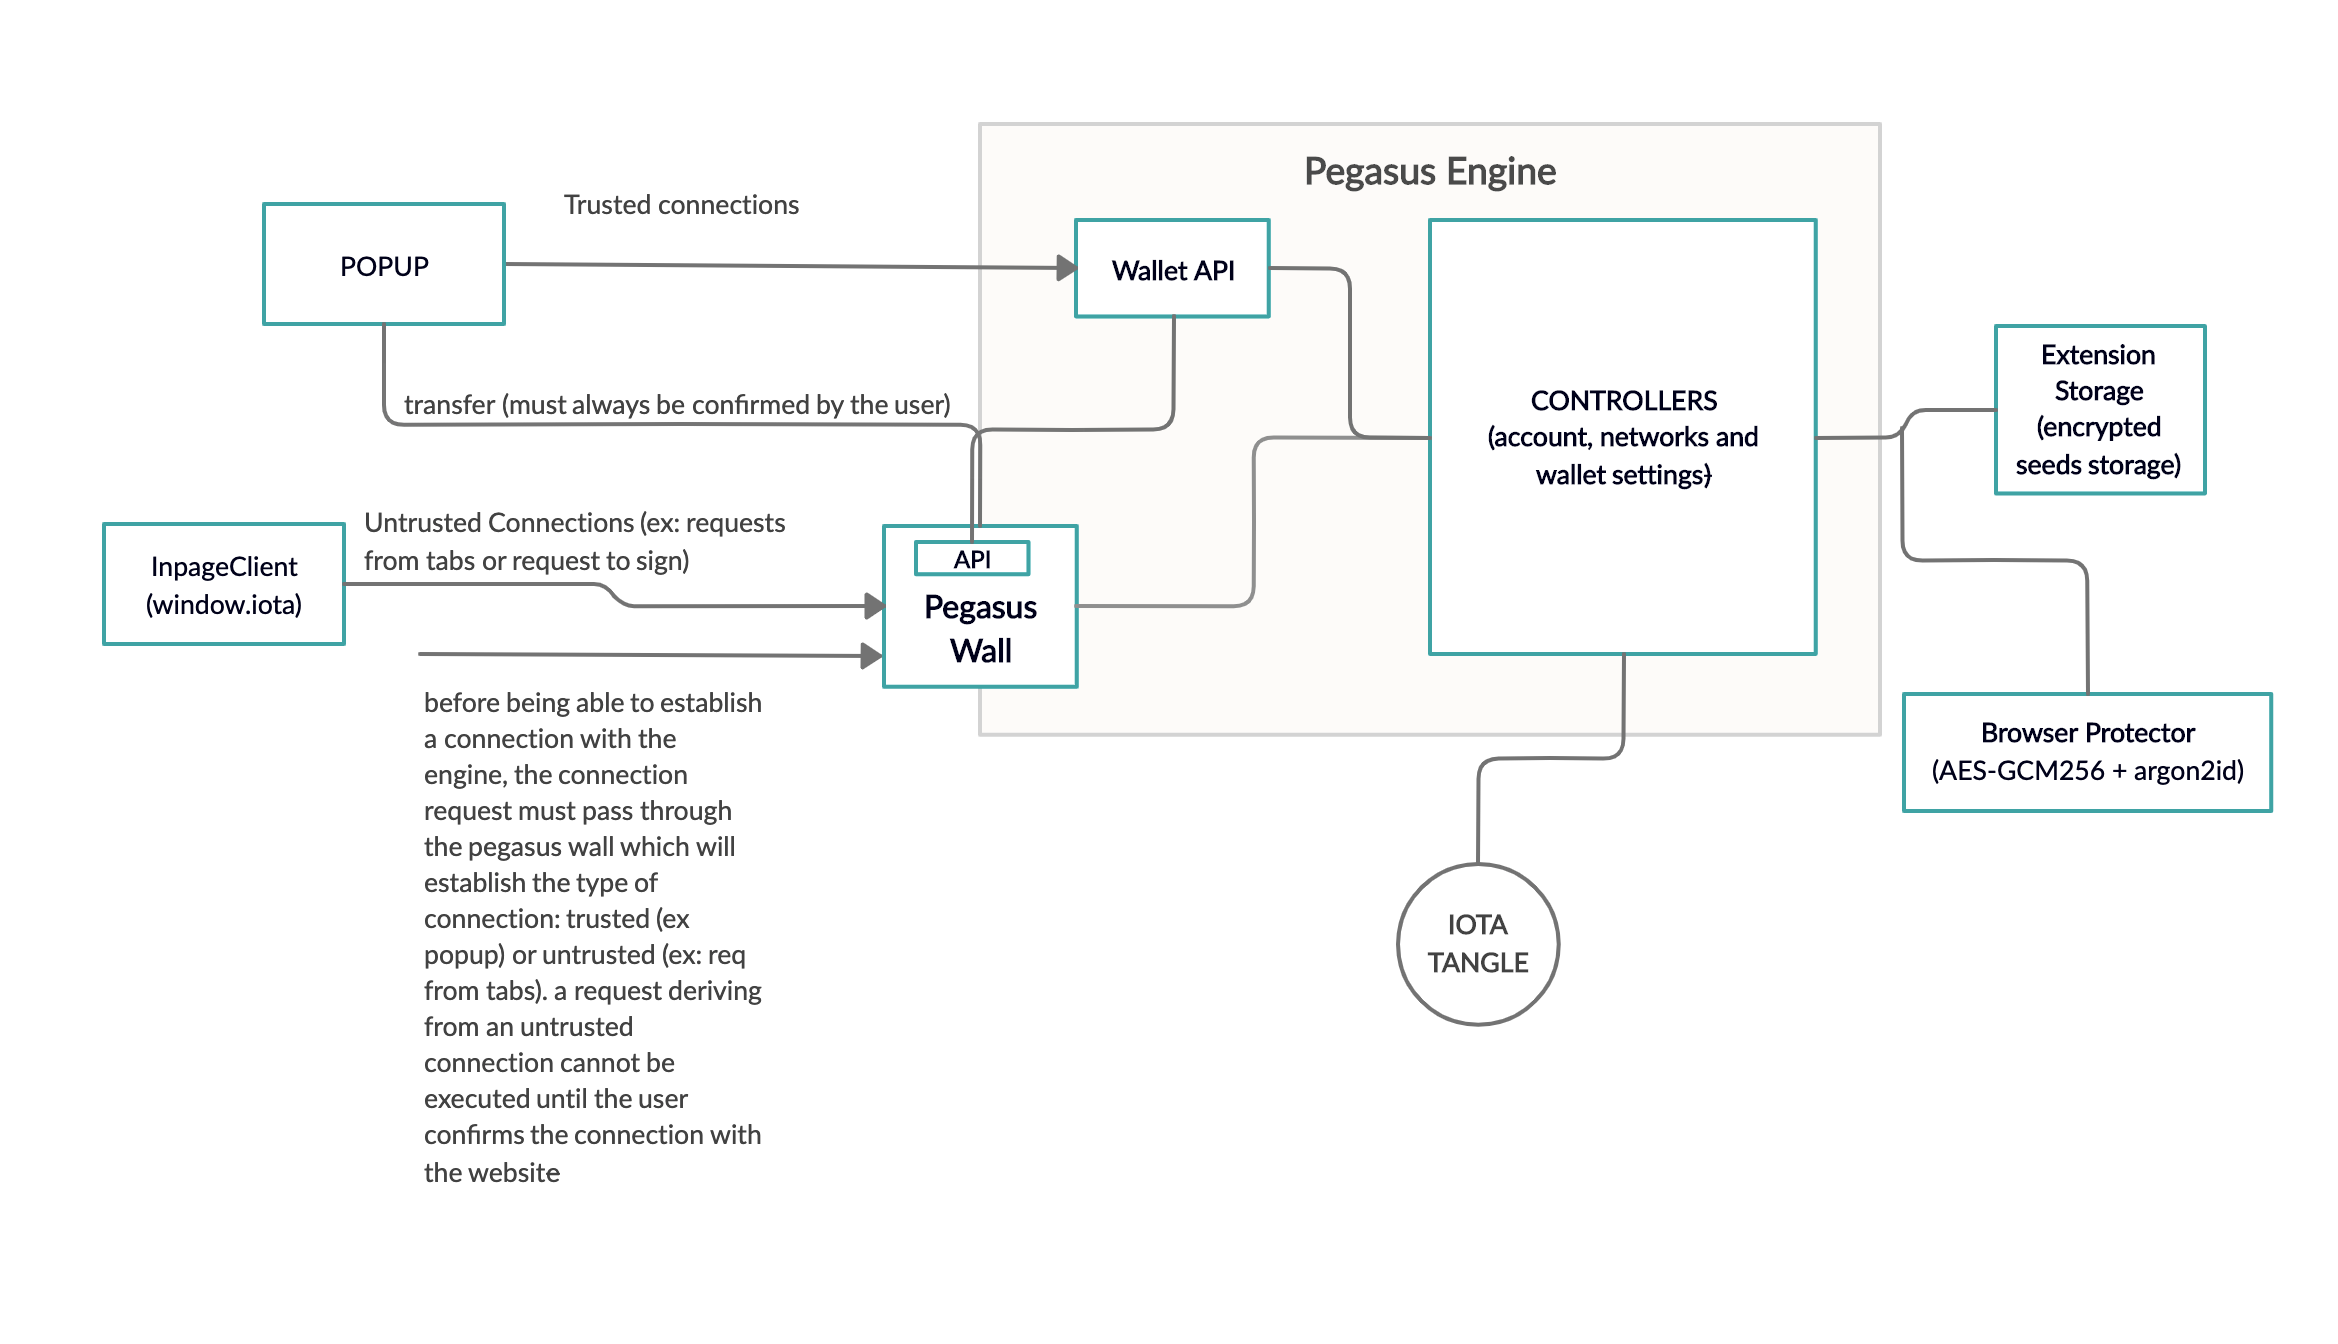 Pegasus Engine
Trusted connections
POPUP
Wallet API
transfer (must always be confirmed by the user)
CONTROLLERS
(account, networks and
wallet settings)
Extension
Storage
(encrypted
seeds storage)
Untrusted Connections (ex: requests
from tabs or request to sign)
InpageClient
(window.iota)
API
Pegasus
Wall
before being able to establish
a connection with the
engine, the connection
request must pass through
the pegasus wall which will
establish the type of
connection: trusted (ex
popup) or untrusted (ex: req
from tabs). a request deriving
from an untrusted
connection cannot be
executed until the user
confirms the connection with
the website
Browser Protector
(AES-GCM256 + argon2id)
IOTA
TANGLE